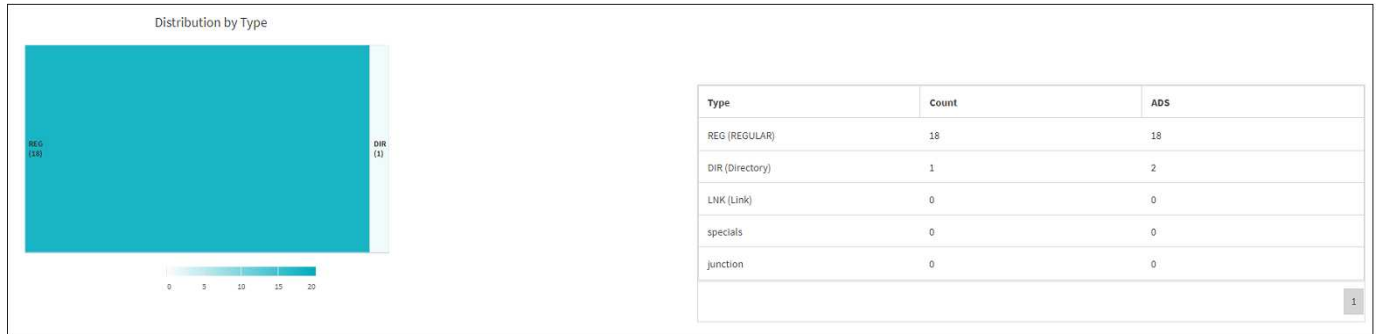 Distribution by Type
REG
(18)
DIR
(1)
0 5 10 15 20
Type Count ADS
REG (REGULAR) 18 18
DIR (Directory) 1 2
LNK (Link) 0 0
specials 0 0
junction 0 0
1